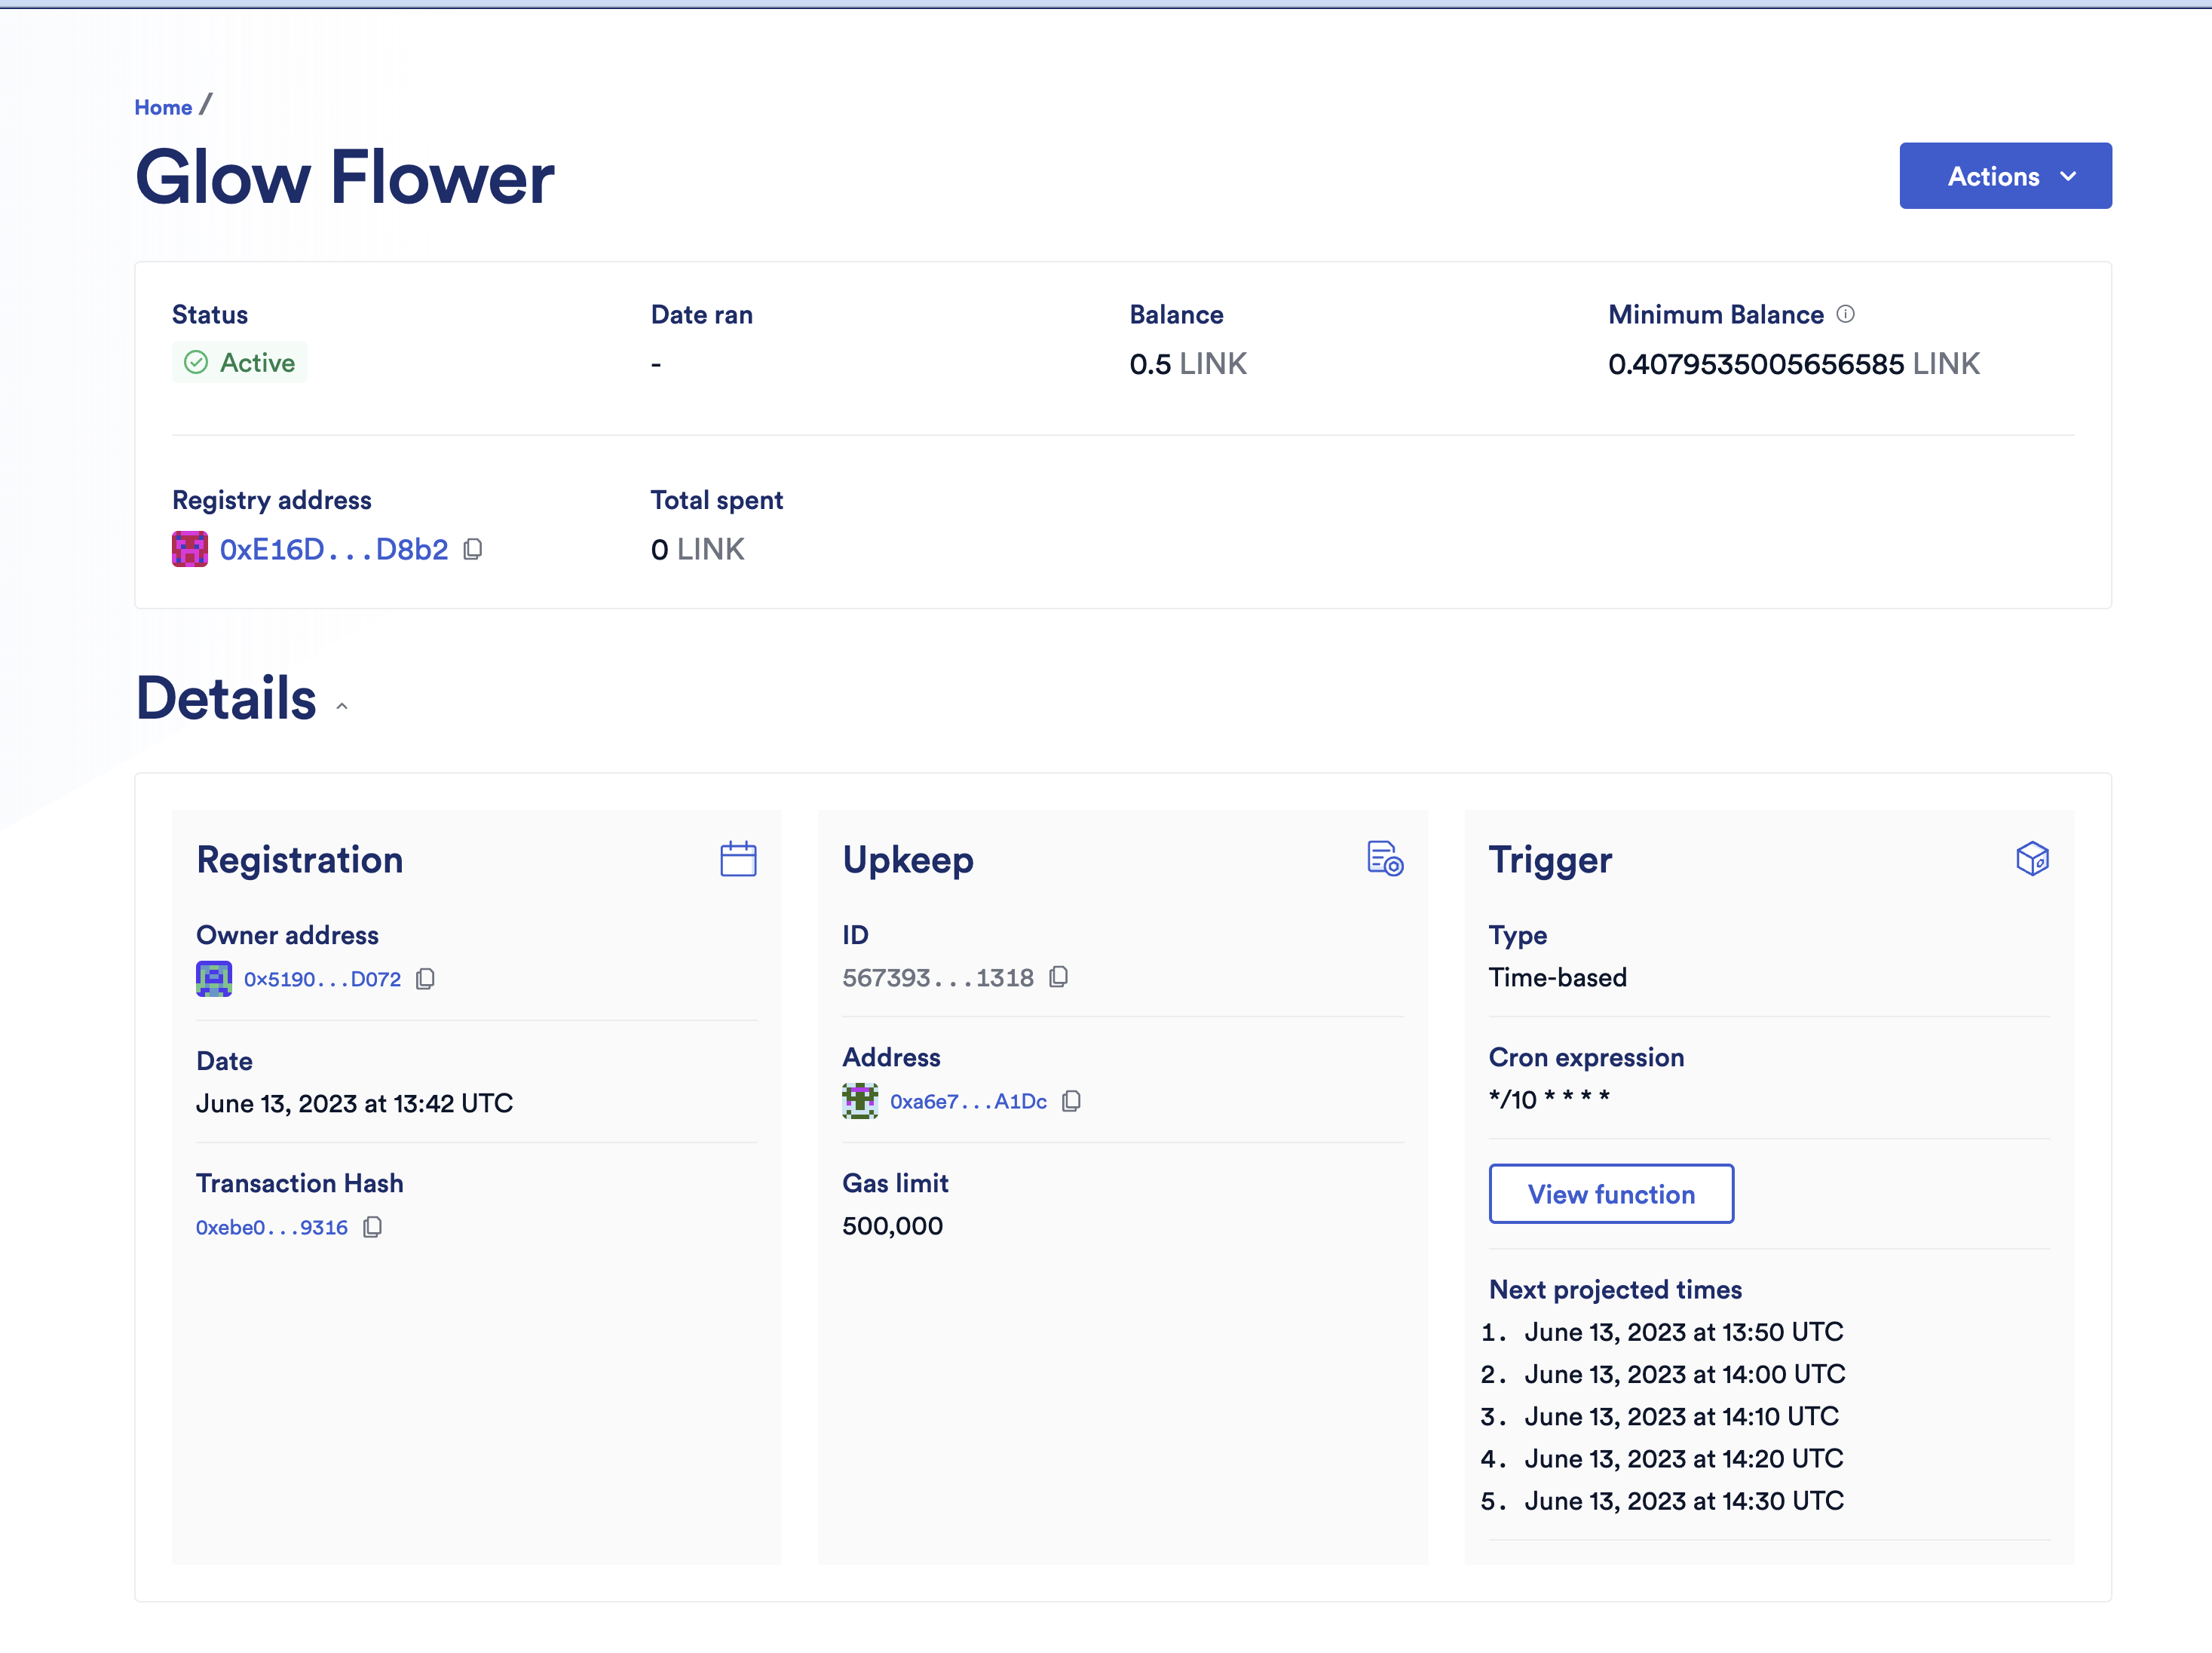 Home /
Glow Flower
Actions
Status
Active
Date ran
-
Balance
0.5 LINK
Minimum Balance
0.4079535005656585 LINK
Registry address
0xE16D...D8b2
Total spent
0 LINK
Details
Registration
Owner address
0x5190...D072
Date
June 13, 2023 at 13:42 UTC
Transaction Hash
0xebe0...9316
Upkeep
ID
567393...1318
Address
0xa6e7...A1Dc
Gas limit
500,000
Trigger
Type
Time-based
Cron expression
*/10 * * * *
View function
Next projected times
1. June 13, 2023 at 13:50 UTC
2. June 13, 2023 at 14:00 UTC
3. June 13, 2023 at 14:10 UTC
4. June 13, 2023 at 14:20 UTC
5. June 13, 2023 at 14:30 UTC